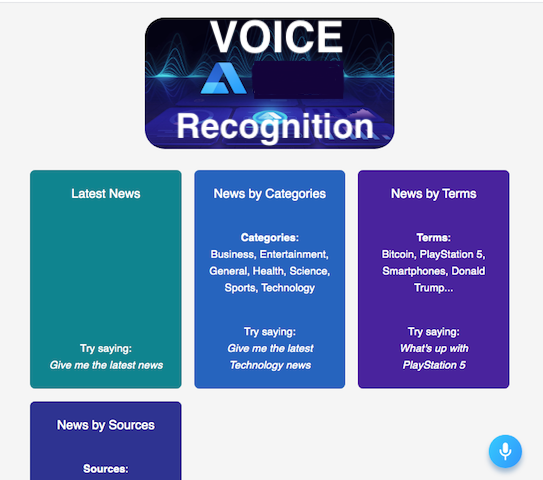 VOICE
Recognition
Latest News
Try saying:
Give me the latest news
News by Categories
Categories:
Business, Entertainment,
General, Health, Science,
Sports, Technology
Try saying:
Give me the latest
Technology news
News by Terms
Terms:
Bitcoin, PlayStation 5,
Smartphones, Donald
Trump...
Try saying:
What's up with
PlayStation 5
News by Sources
Sources: